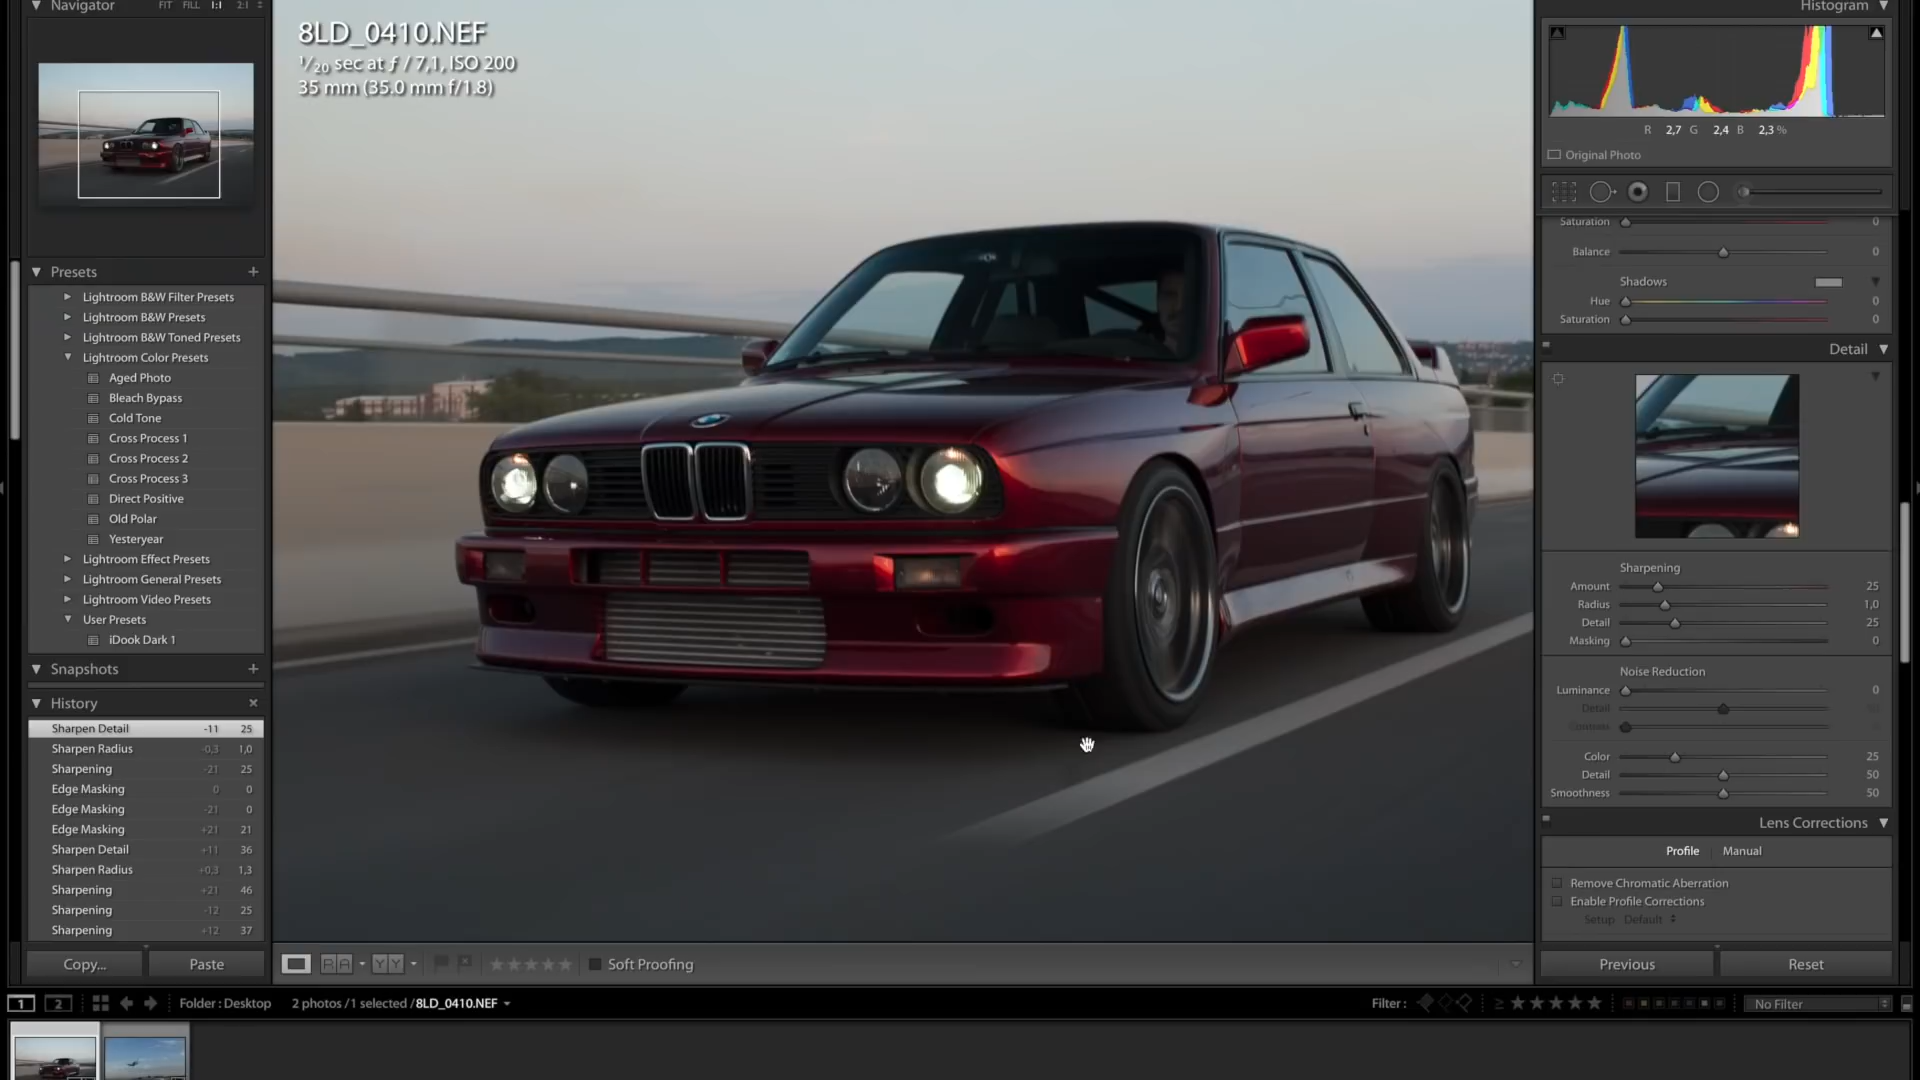 Navigator FIT FILL 1:1 2:1
Presets
Lightroom B&W Filter Presets
Lightroom B&W Presets
Lightroom B&W Toned Presets
Lightroom Color Presets
Aged Photo
Bleach Bypass
Cold Tone
Cross Process 1
Cross Process 2
Cross Process 3
Direct Positive
Old Polar
Yesteryear
Lightroom Effect Presets
Lightroom General Presets
Lightroom Video Presets
User Presets
iDook Dark 1
Snapshots
History
Sharpen Detail -11 25
Sharpen Radius -0,3 1,0
Sharpening -21 25
Edge Masking 0 0
Edge Masking -21 0
Edge Masking +21 21
Sharpen Detail +11 36
Sharpen Radius +0,3 1,3
Sharpening +21 46
Sharpening -12 25
Sharpening +12 37
Copy... Paste
8LD_0410.NEF
1/20 sec at ƒ / 7,1, ISO 200
35 mm (35.0 mm f/1.8)
Soft Proofing
Histogram
R 2,7 G 2,4 B 2,3 %
Original Photo
Saturation 0
Balance 0
Shadows
Hue 0
Saturation 0
Detail
Sharpening
Amount 25
Radius 1,0
Detail 25
Masking 0
Noise Reduction
Luminance 0
Detail
Contrast
Color 25
Detail 50
Smoothness 50
Lens Corrections
Profile Manual
Remove Chromatic Aberration
Enable Profile Corrections
Setup Default
Previous Reset
1 2 Folder : Desktop 2 photos / 1 selected / 8LD_0410.NEF Filter : ≥ No Filter